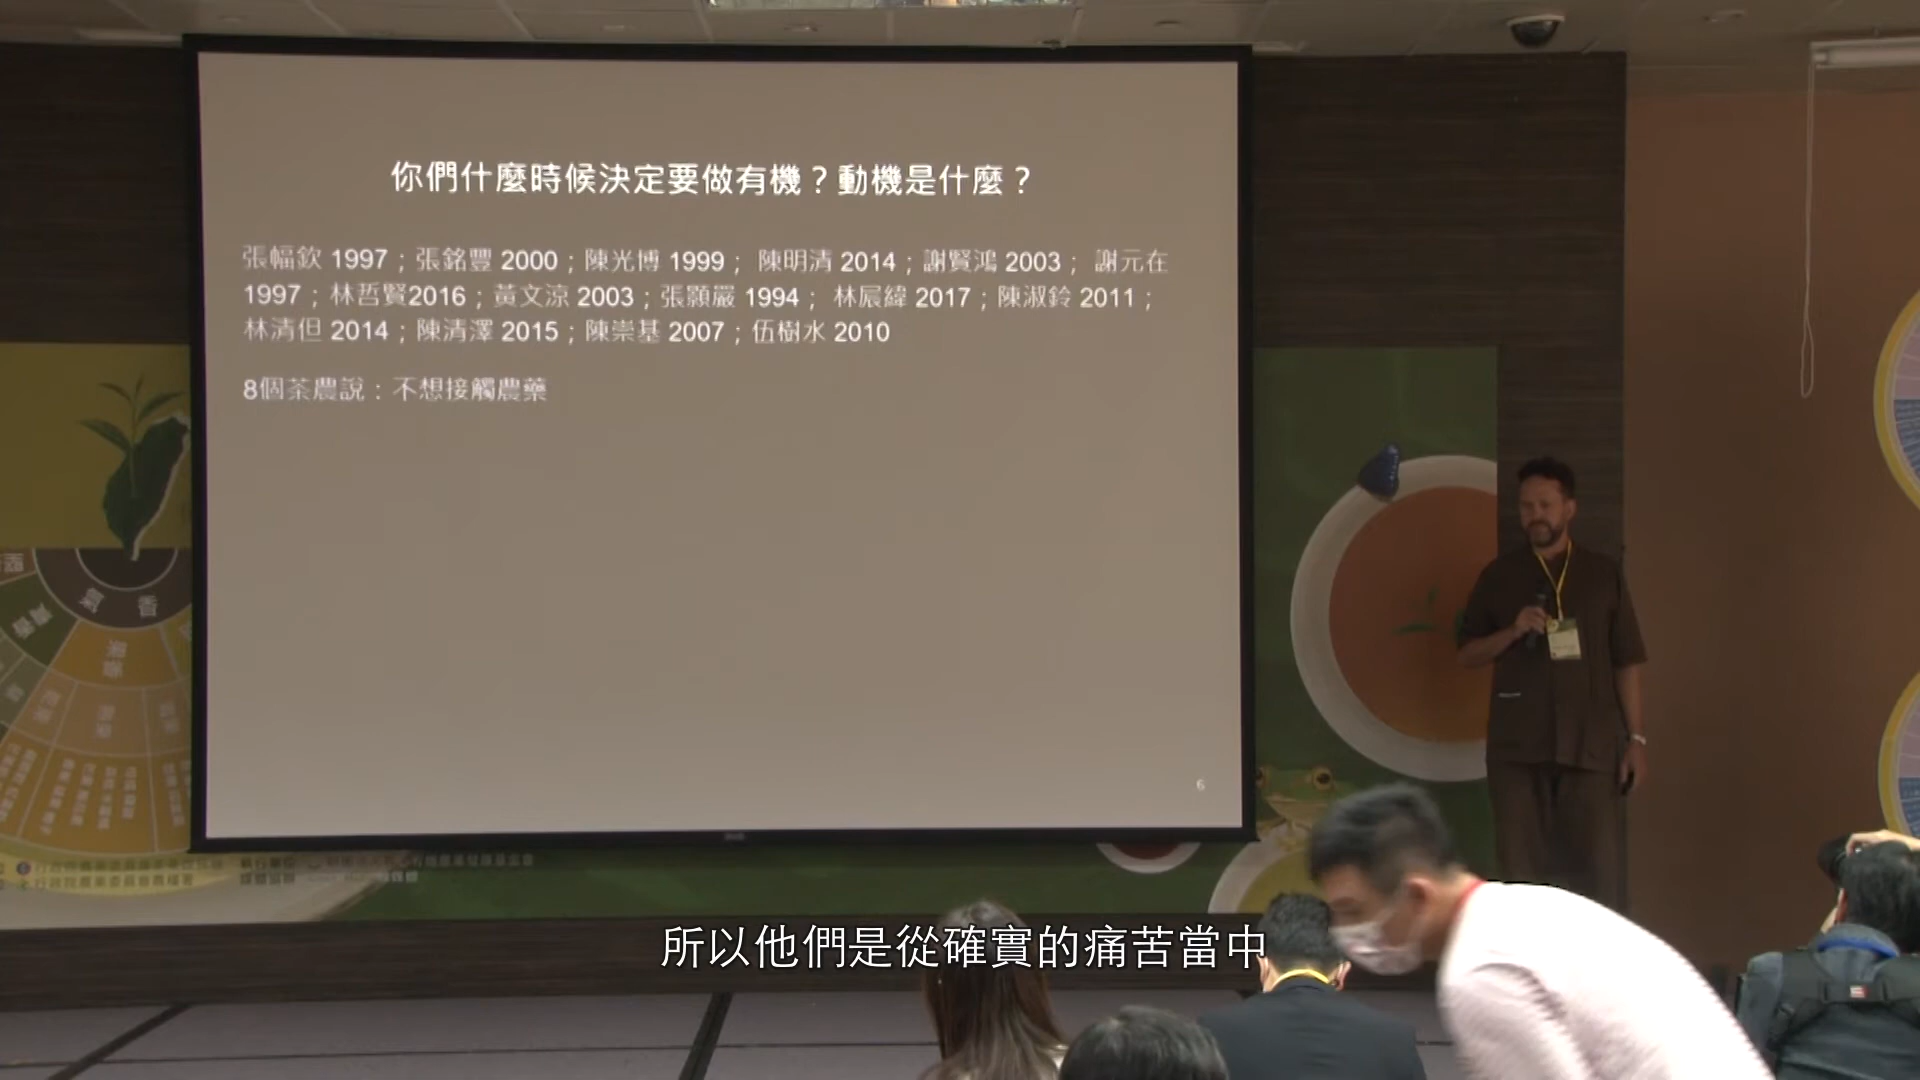 你們什麼時候決定要做有機？動機是什麼？
張幅欽 1997；張銘豐 2000；陳光博 1999； 陳明清 2014；謝賢鴻 2003； 謝元在
1997；林哲賢2016；黃文涼 2003；張顥嚴 1994； 林辰緯 2017；陳淑鈴 2011；
林清但 2014；陳清澤 2015；陳崇基 2007；伍樹水 2010
8個茶農說：不想接觸農藥
6
所以他們是從確實的痛苦當中